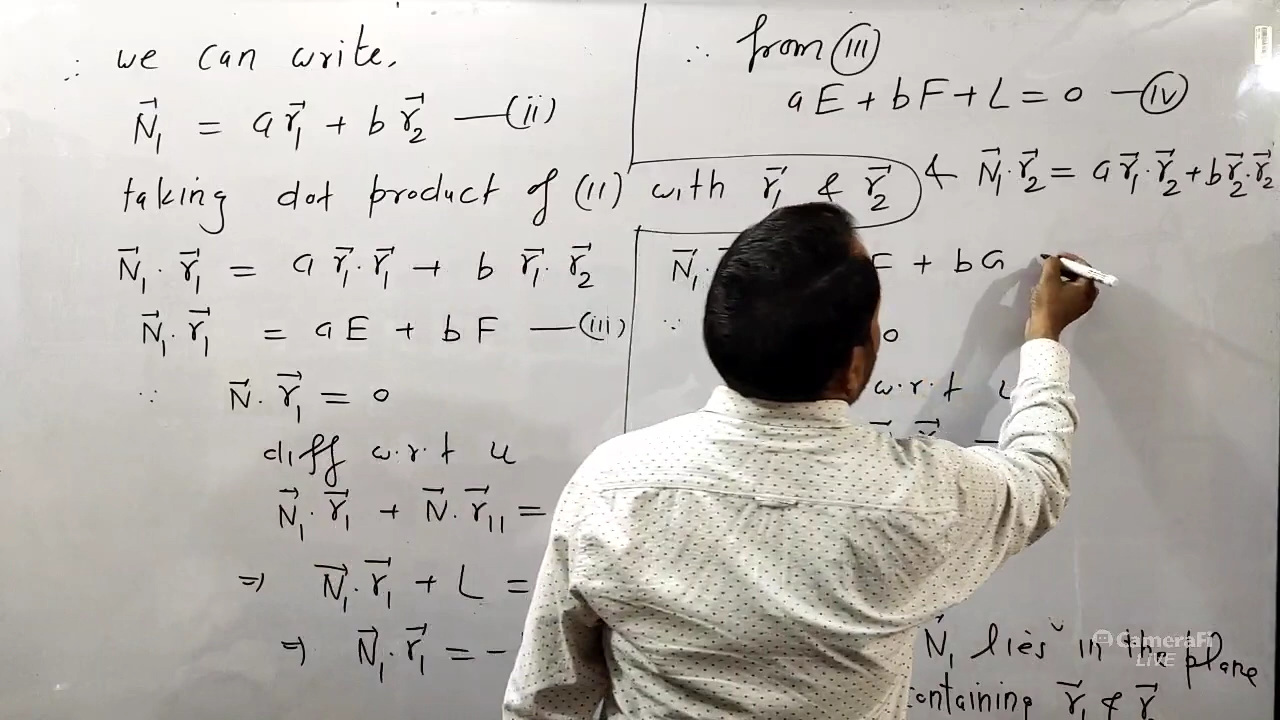 ∴ we can write,
N⃗₁ = a r⃗₁ + b r⃗₂ —(ii)
taking dot product of (ii) with r⃗₁ & r⃗₂
N⃗₁ · r⃗₁ = a r⃗₁·r⃗₁ + b r⃗₁·r⃗₂
N⃗₁ · r⃗₁ = aE + bF —(iii)
∵ N⃗ · r⃗₁ = 0
diff w.r.t u
N⃗₁ · r⃗₁ + N⃗ · r⃗₁₁ =
⇒ N⃗₁ · r⃗₁ + L =
⇒ N⃗₁ · r⃗₁ = -
∴ from (iii)
aE + bF + L = 0 —(iv)
& N⃗₁ · r⃗₂ = a r⃗₁·r⃗₂ + b r⃗₂·r⃗₂
N⃗₁ · F + bG
∵ 0
w.r.t
N⃗₁ lies in the plane
containing r⃗₁ & r⃗
CameraFi
LIVE